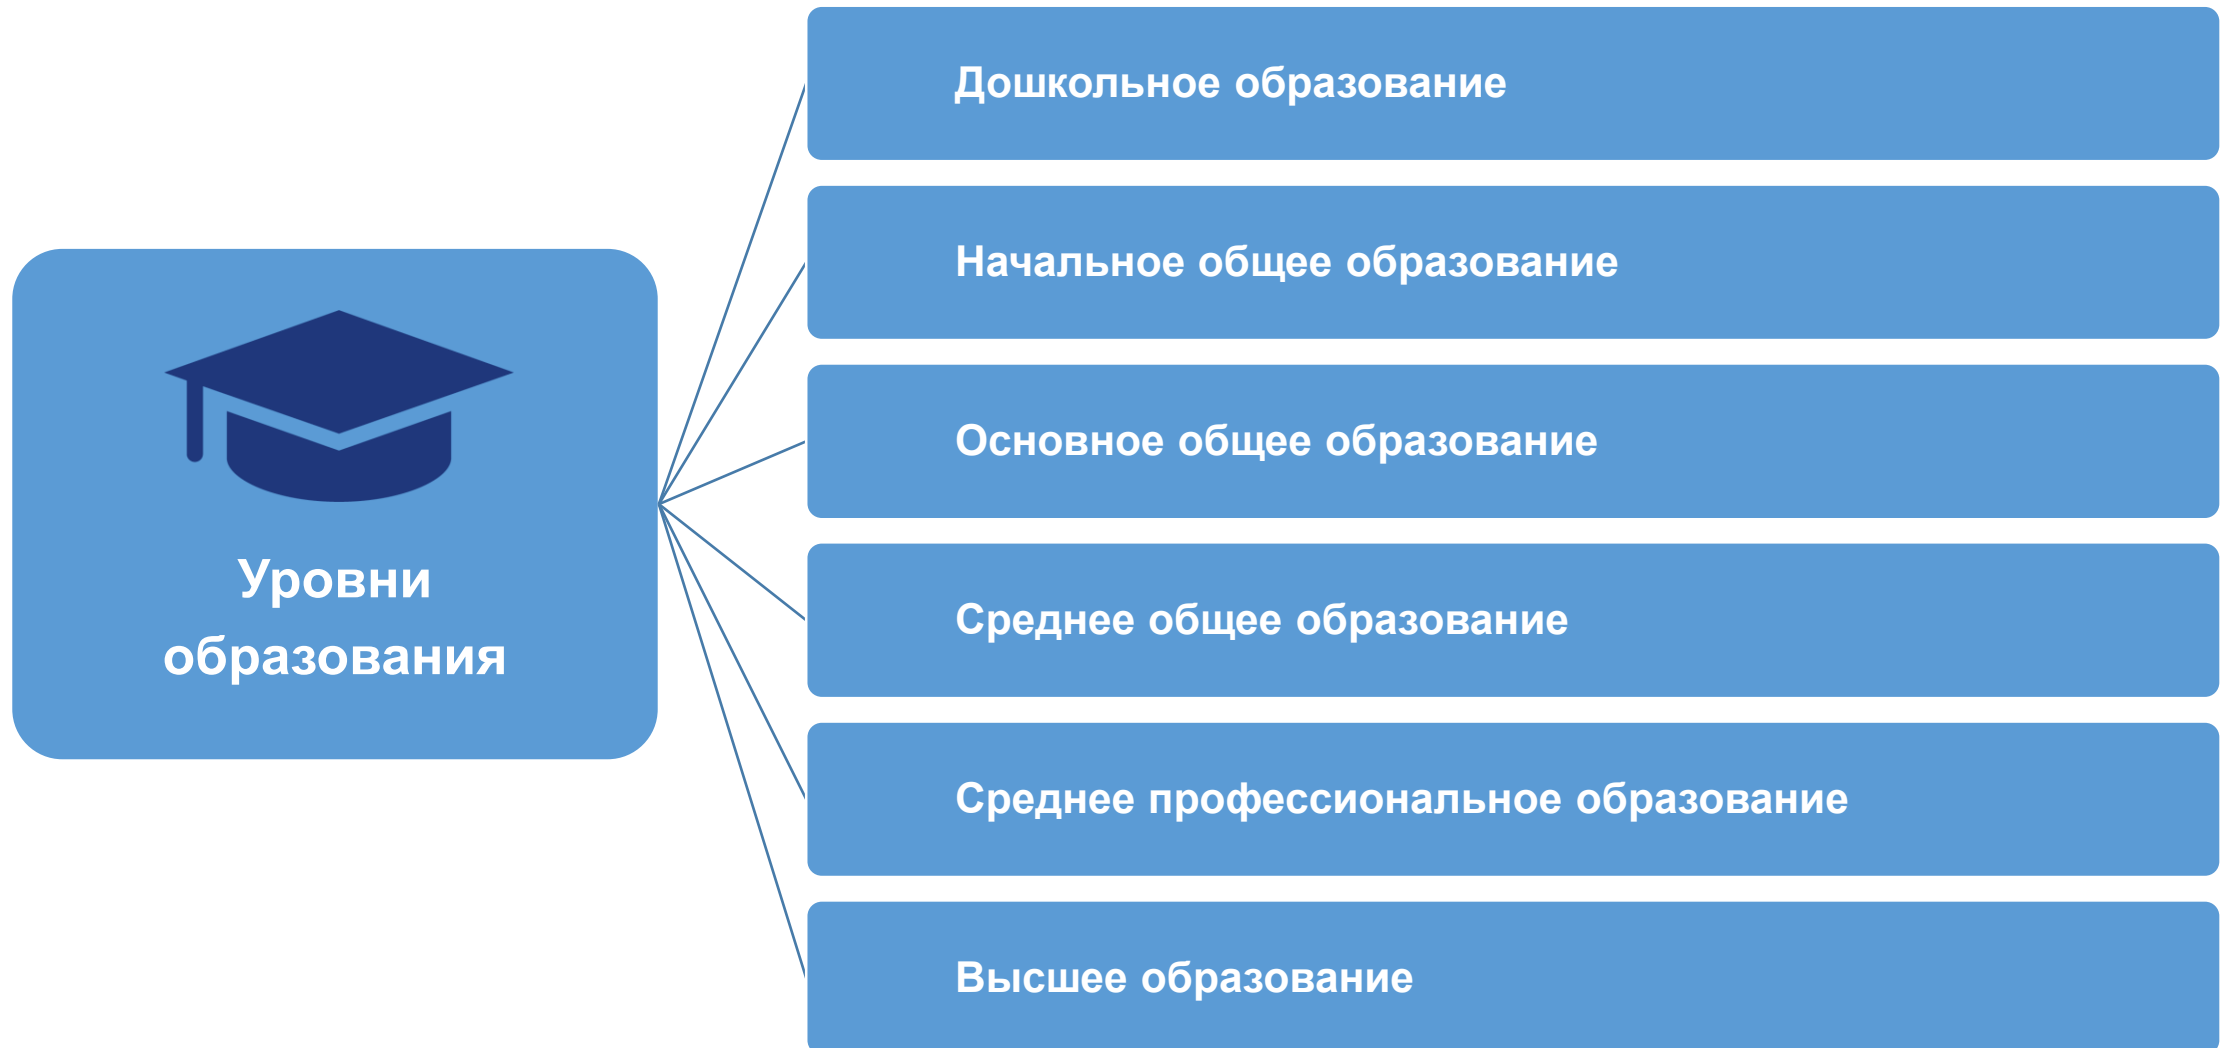 Уровни
образования
Дошкольное образование
Начальное общее образование
Основное общее образование
Среднее общее образование
Среднее профессиональное образование
Высшее образование